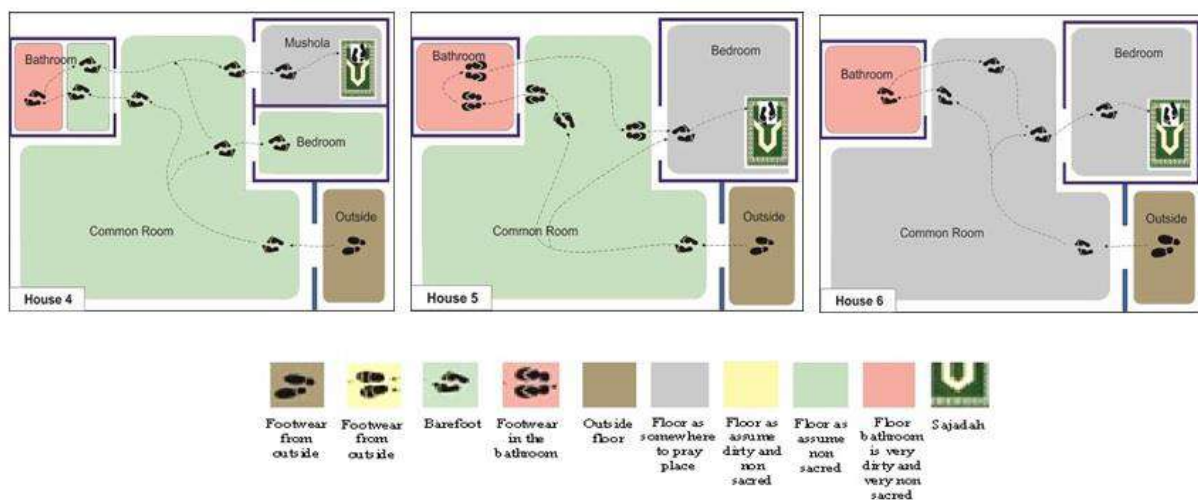 Bathroom
Mushola
Bedroom
Common Room
Outside
House 4
Bathroom
Bedroom
Common Room
Outside
House 5
Bathroom
Bedroom
Common Room
Outside
House 6
Footwear
from
outside
Footwear
from
outside
Barefoot
Footwear
in the
bathroom
Outside
floor
Floor as
somewhere
to pray
place
Floor as
assume
dirty and
non
sacred
Floor as
assume
non
sacred
Floor
bathroom
is very
dirty and
very non
sacred
Sajadah